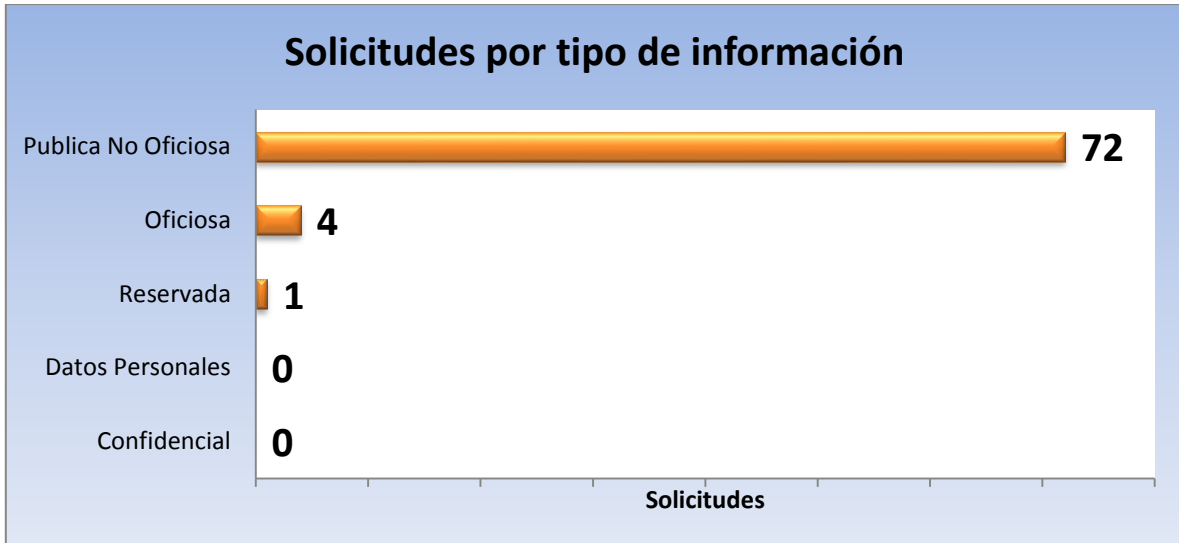 Solicitudes por tipo de información
Publica No Oficiosa 72
Oficiosa 4
Reservada 1
Datos Personales 0
Confidencial 0
Solicitudes